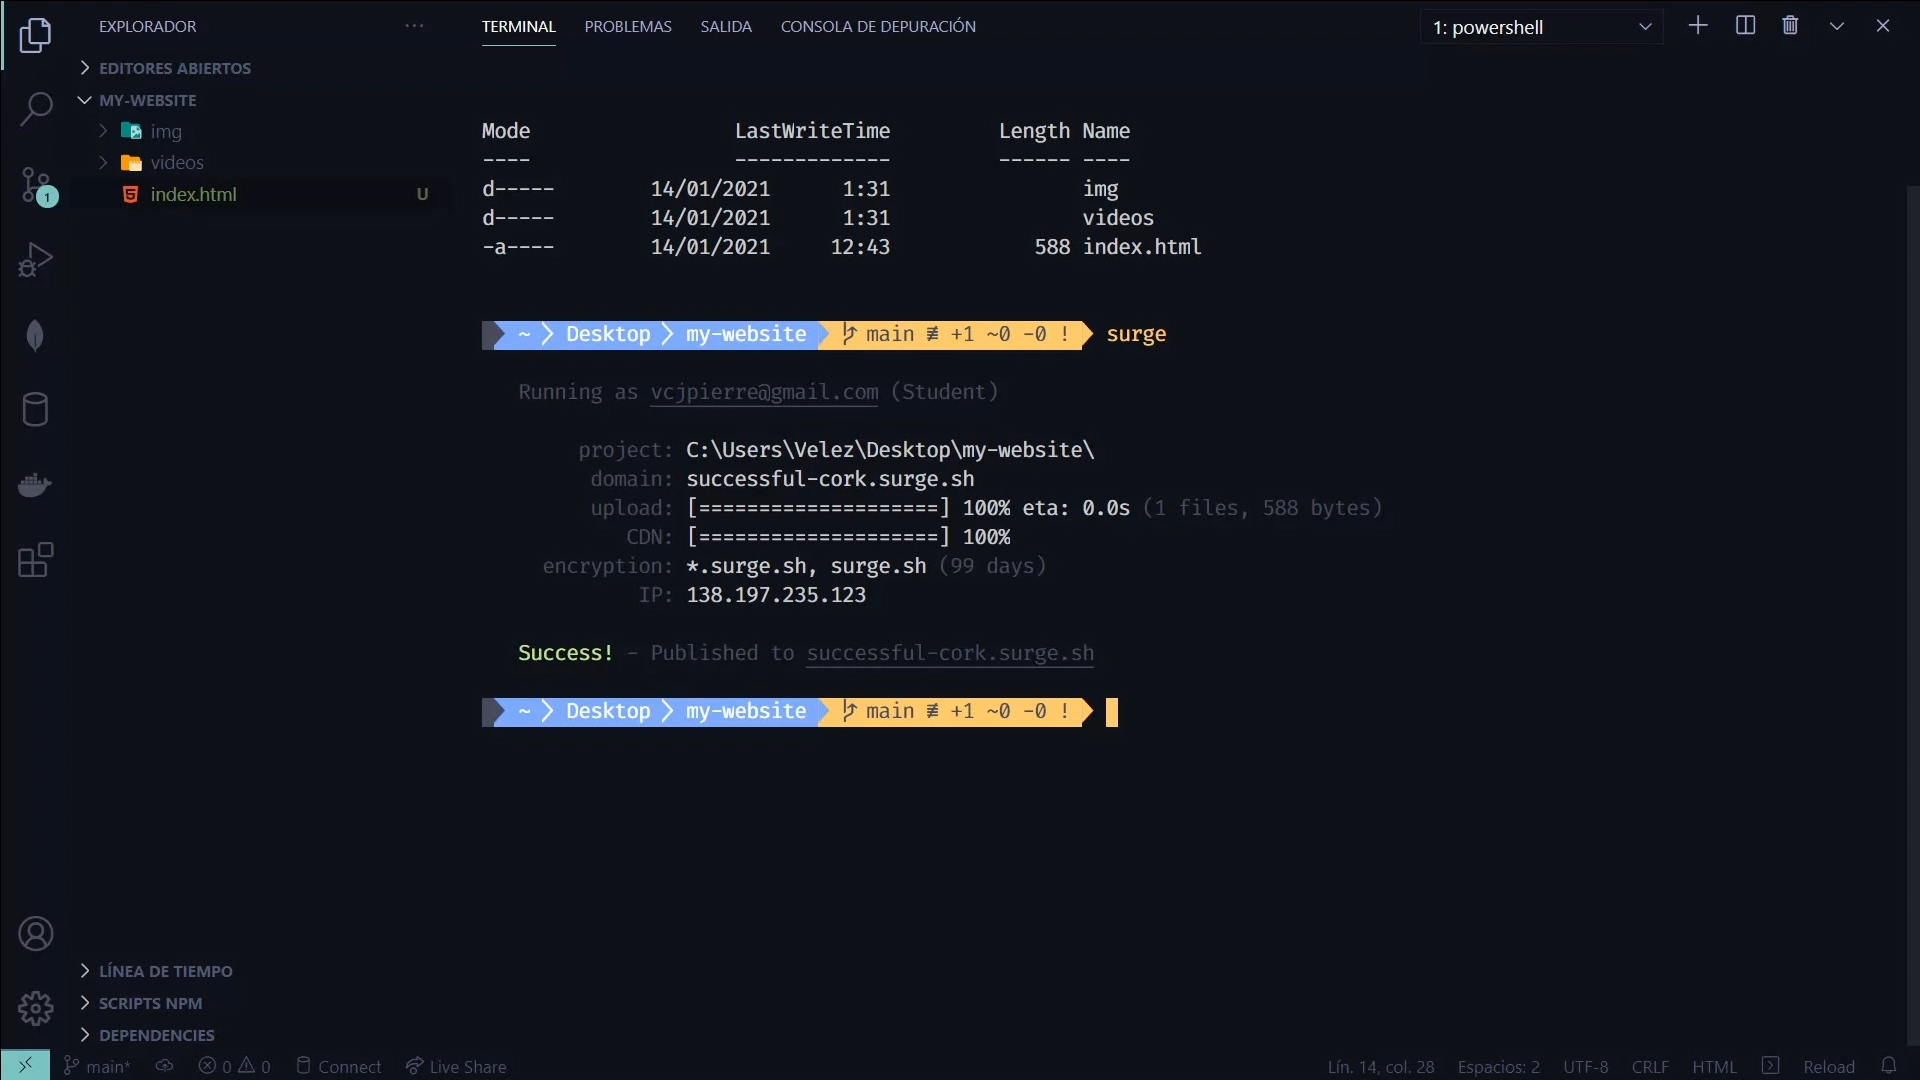 EXPLORADOR
EDITORES ABIERTOS
MY-WEBSITE
img
videos
index.html U
1
LÍNEA DE TIEMPO
SCRIPTS NPM
DEPENDENCIES
TERMINAL PROBLEMAS SALIDA CONSOLA DE DEPURACIÓN 1: powershell
Mode LastWriteTime Length Name
---- ------------- ------ ----
d----- 14/01/2021 1:31 img
d----- 14/01/2021 1:31 videos
-a---- 14/01/2021 12:43 588 index.html
~ Desktop my-website main ≢ +1 ~0 -0 ! surge
Running as vcjpierre@gmail.com (Student)
project: C:\Users\Velez\Desktop\my-website\
domain: successful-cork.surge.sh
upload: [====================] 100% eta: 0.0s (1 files, 588 bytes)
CDN: [====================] 100%
encryption: *.surge.sh, surge.sh (99 days)
IP: 138.197.235.123
Success! - Published to successful-cork.surge.sh
~ Desktop my-website main ≢ +1 ~0 -0 !
main* 0 0 Connect Live Share Lín. 14, col. 28 Espacios: 2 UTF-8 CRLF HTML Reload